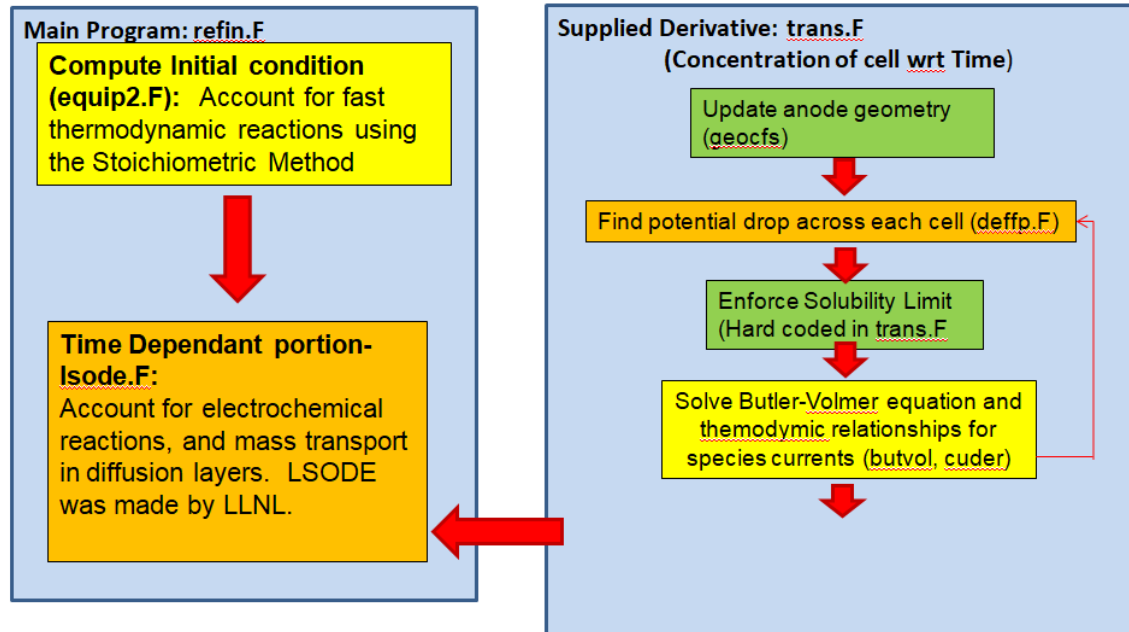 Main Program: refin.F
Compute Initial condition
(equip2.F): Account for fast
thermodynamic reactions using
the Stoichiometric Method
Time Dependant portion-
lsode.F:
Account for electrochemical
reactions, and mass transport
in diffusion layers. LSODE
was made by LLNL.
Supplied Derivative: trans.F
(Concentration of cell wrt Time)
Update anode geometry
(geocfs)
Find potential drop across each cell (deffp.F)
Enforce Solubility Limit
(Hard coded in trans.F
Solve Butler-Volmer equation and
themodymic relationships for
species currents (butvol, cuder)